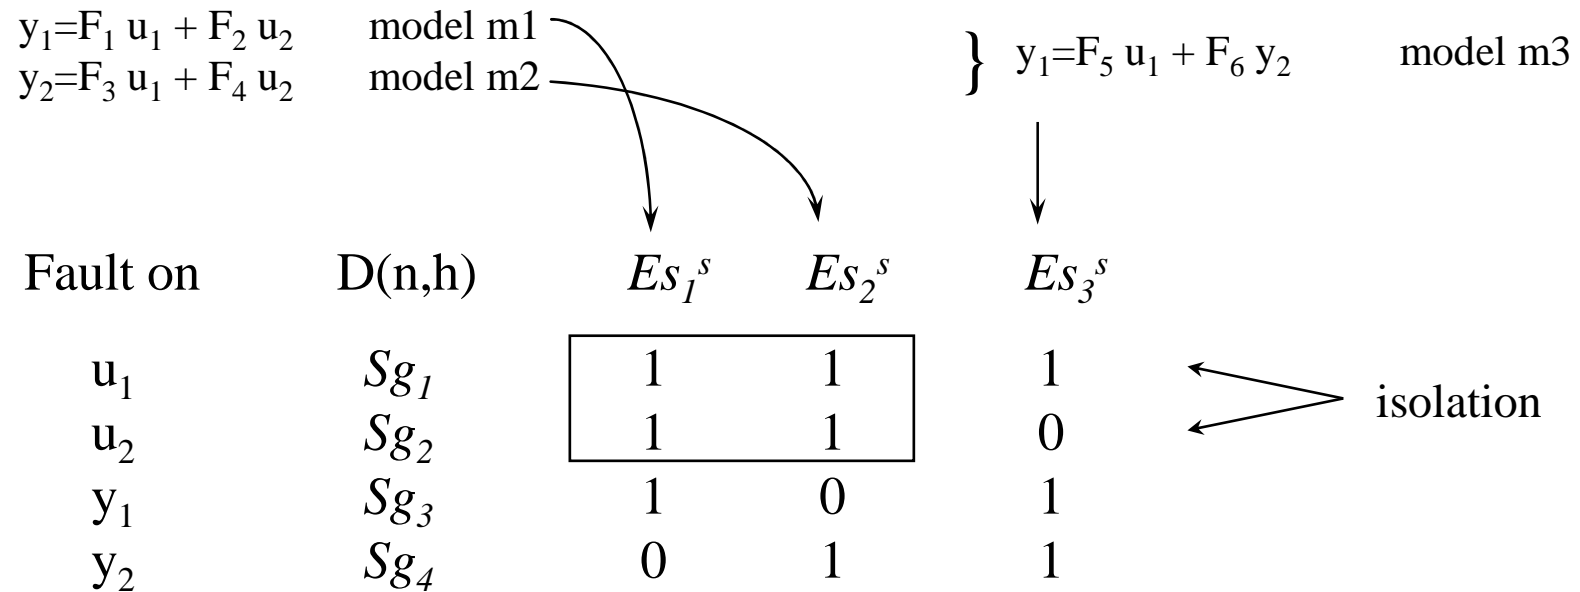 y₁=F₁ u₁ + F₂ u₂ model m1
y₂=F₃ u₁ + F₄ u₂ model m2
} y₁=F₅ u₁ + F₆ y₂ model m3
Fault on D(n,h) Es₁ˢ Es₂ˢ Es₃ˢ
u₁ Sg₁ 1 1 1
isolation
u₂ Sg₂ 1 1 0
y₁ Sg₃ 1 0 1
y₂ Sg₄ 0 1 1